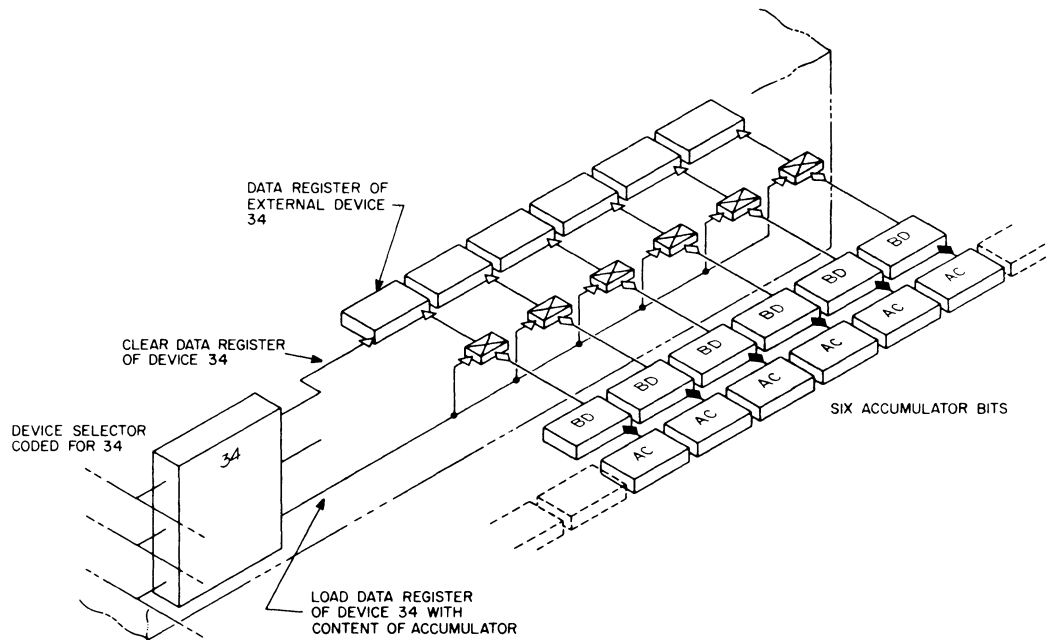 DATA REGISTER OF
EXTERNAL DEVICE
34
CLEAR DATA REGISTER
OF DEVICE 34
DEVICE SELECTOR
CODED FOR 34
34
BD
BD
BD
BD
BD
BD
AC
AC
AC
AC
AC
AC
SIX ACCUMULATOR BITS
LOAD DATA REGISTER
OF DEVICE 34 WITH
CONTENT OF ACCUMULATOR